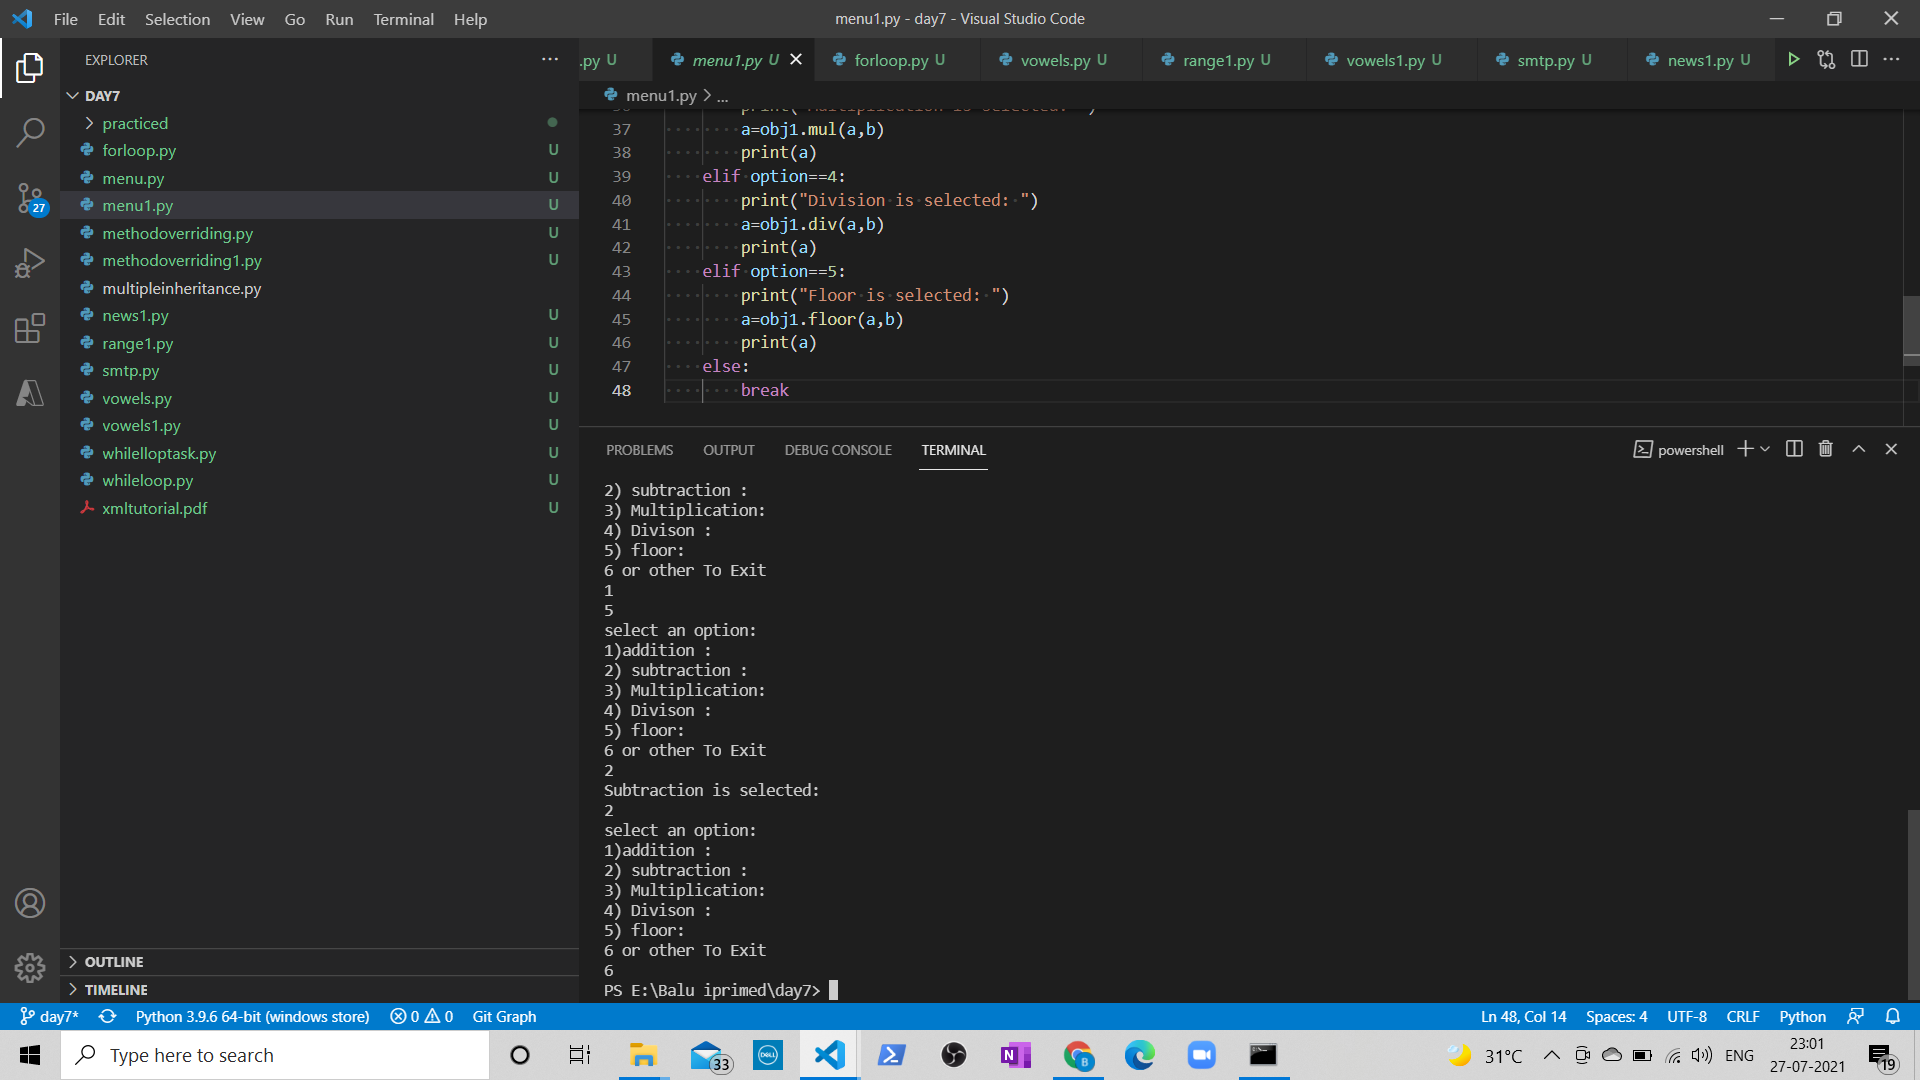 File Edit Selection View Go Run Terminal Help
menu1.py - day7 - Visual Studio Code
EXPLORER
.py U
menu1.py U
forloop.py U
vowels.py U
range1.py U
vowels1.py U
smtp.py U
news1.py U
menu1.py > ...
DAY7
practiced
forloop.py U
menu.py U
menu1.py U
methodoverriding.py U
methodoverriding1.py U
multipleinheritance.py
news1.py U
range1.py U
smtp.py U
vowels.py U
vowels1.py U
whilelloptask.py U
whileloop.py U
xmltutorial.pdf U
27
OUTLINE
TIMELINE
37 a=obj1.mul(a,b)
38 print(a)
39 elif option==4:
40 print("Division is selected: ")
41 a=obj1.div(a,b)
42 print(a)
43 elif option==5:
44 print("Floor is selected: ")
45 a=obj1.floor(a,b)
46 print(a)
47 else:
48 break
PROBLEMS OUTPUT DEBUG CONSOLE TERMINAL
powershell
2) subtraction :
3) Multiplication:
4) Divison :
5) floor:
6 or other To Exit
1
5
select an option:
1)addition :
2) subtraction :
3) Multiplication:
4) Divison :
5) floor:
6 or other To Exit
2
Subtraction is selected:
2
select an option:
1)addition :
2) subtraction :
3) Multiplication:
4) Divison :
5) floor:
6 or other To Exit
6
PS E:\Balu iprimed\day7>
day7* Python 3.9.6 64-bit (windows store) 0 0 Git Graph
Ln 48, Col 14 Spaces: 4 UTF-8 CRLF Python
Type here to search
33
DELL
N
B
31°C
ENG
23:01
27-07-2021
19